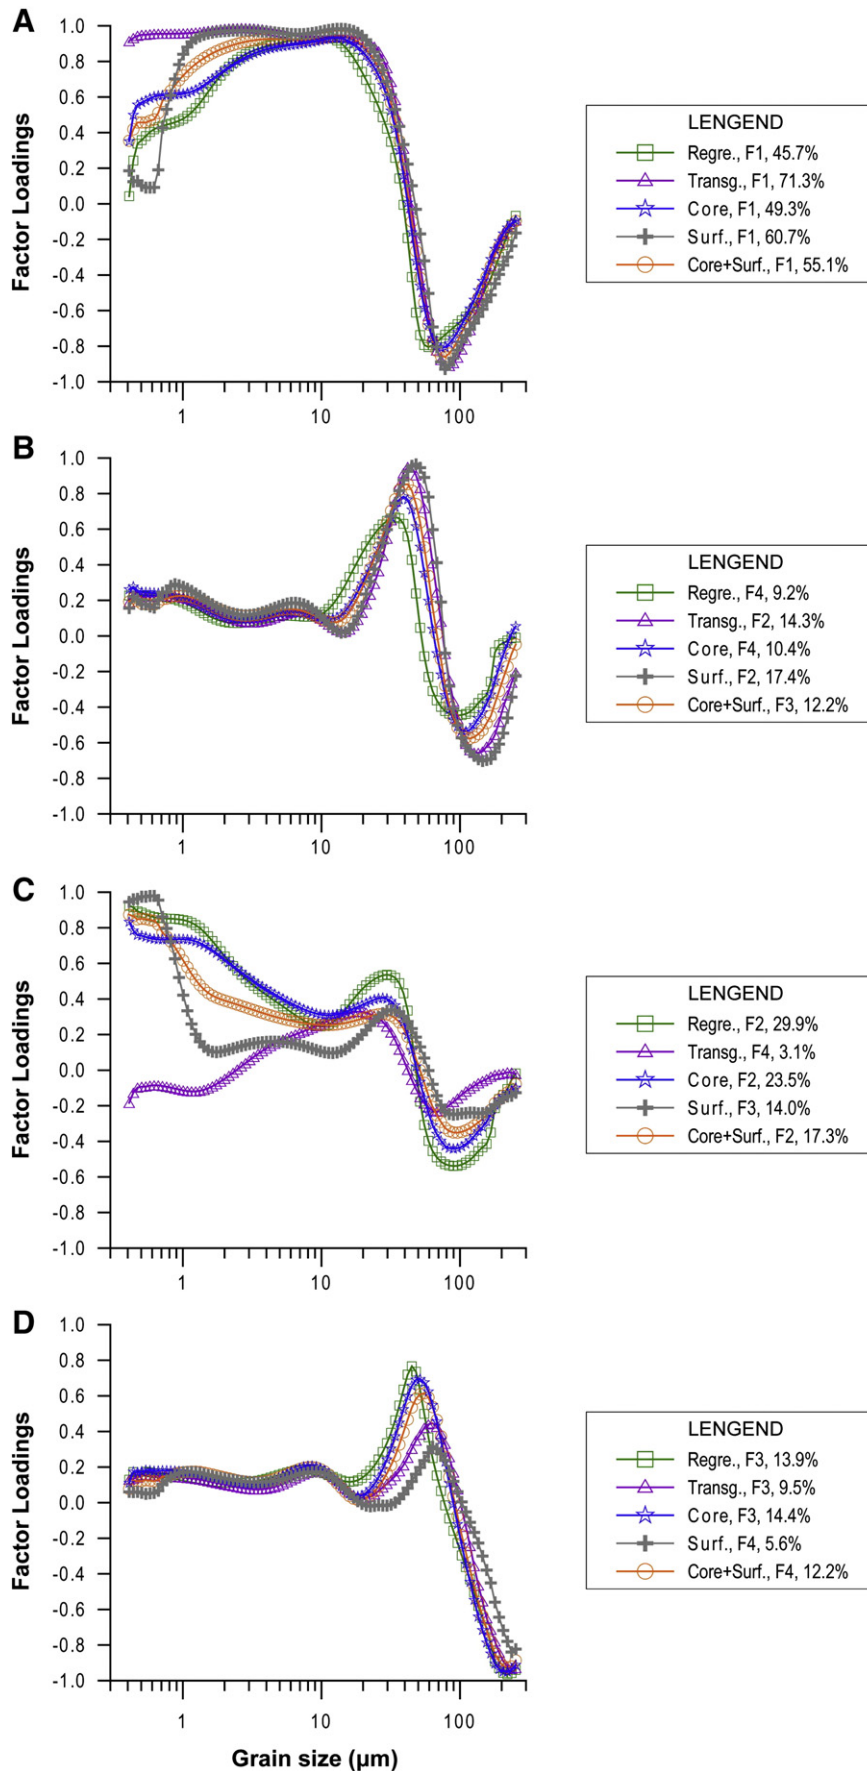 A
Factor Loadings
1.0
0.8
0.6
0.4
0.2
0.0
-0.2
-0.4
-0.6
-0.8
-1.0
1 10 100
LENGEND
Regre., F1, 45.7%
Transg., F1, 71.3%
Core, F1, 49.3%
Surf., F1, 60.7%
Core+Surf., F1, 55.1%
B
Factor Loadings
1.0
0.8
0.6
0.4
0.2
0.0
-0.2
-0.4
-0.6
-0.8
-1.0
1 10 100
LENGEND
Regre., F4, 9.2%
Transg., F2, 14.3%
Core, F4, 10.4%
Surf., F2, 17.4%
Core+Surf., F3, 12.2%
C
Factor Loadings
1.0
0.8
0.6
0.4
0.2
0.0
-0.2
-0.4
-0.6
-0.8
-1.0
1 10 100
LENGEND
Regre., F2, 29.9%
Transg., F4, 3.1%
Core, F2, 23.5%
Surf., F3, 14.0%
Core+Surf., F2, 17.3%
D
Factor Loadings
1.0
0.8
0.6
0.4
0.2
0.0
-0.2
-0.4
-0.6
-0.8
-1.0
1 10 100
Grain size (μm)
LENGEND
Regre., F3, 13.9%
Transg., F3, 9.5%
Core, F3, 14.4%
Surf., F4, 5.6%
Core+Surf., F4, 12.2%